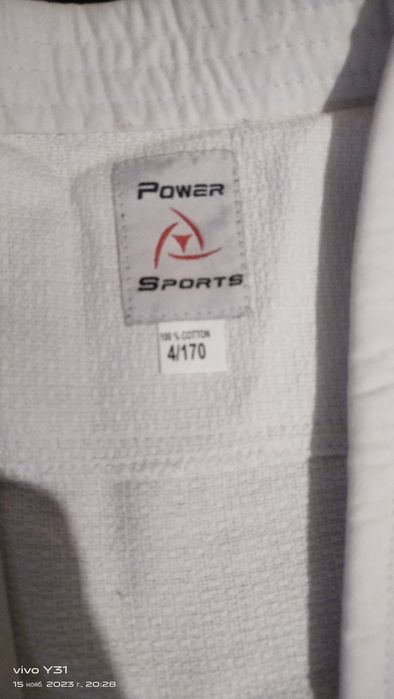 POWER
SPORTS
100 % COTTON
4/170
vivo Y31
15 нояб. 2023 г., 20:28